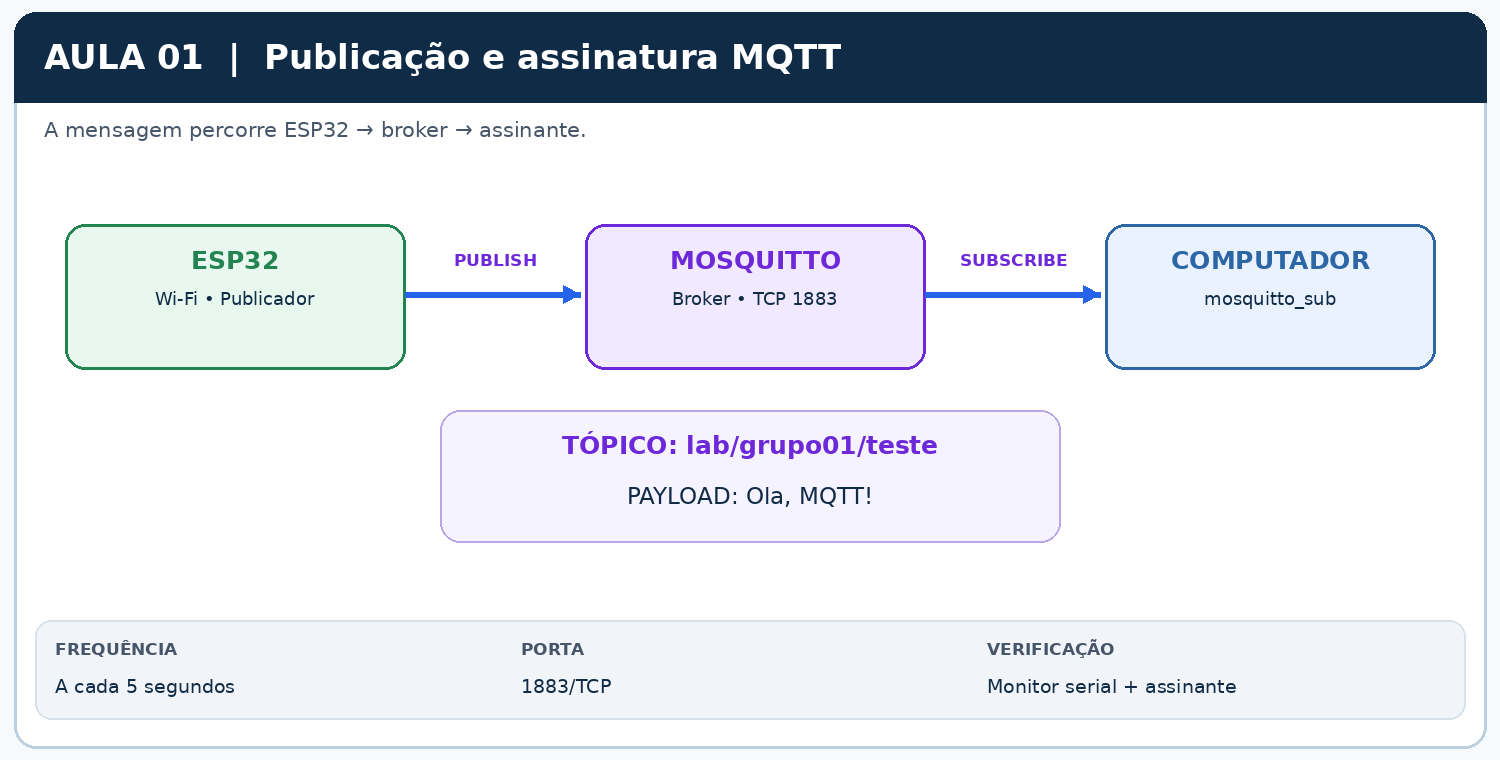 AULA 01 | Publicação e assinatura MQTT
A mensagem percorre ESP32 → broker → assinante.
ESP32
Wi-Fi • Publicador
PUBLISH
MOSQUITTO
Broker • TCP 1883
SUBSCRIBE
COMPUTADOR
mosquitto_sub
TÓPICO: lab/grupo01/teste
PAYLOAD: Ola, MQTT!
FREQUÊNCIA
A cada 5 segundos
PORTA
1883/TCP
VERIFICAÇÃO
Monitor serial + assinante